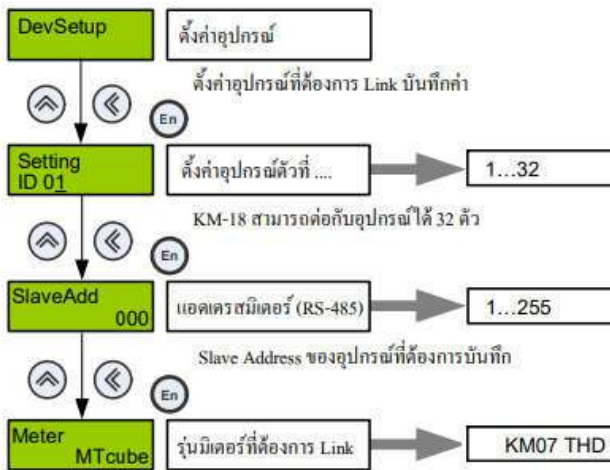 DevSetup
ตั้งค่าอุปกรณ์
ตั้งค่าอุปกรณ์ที่ต้องการ Link บันทึกค่า
En
Setting
ID 01
ตั้งค่าอุปกรณ์ตัวที่ ....
1...32
KM-18 สามารถต่อกับอุปกรณ์ได้ 32 ตัว
En
SlaveAdd
000
แอดเดรสมิเตอร์ (RS-485)
1...255
Slave Address ของอุปกรณ์ที่ต้องการบันทึก
En
Meter
MTcube
รุ่นมิเตอร์ที่ต้องการ Link
KM07 THD